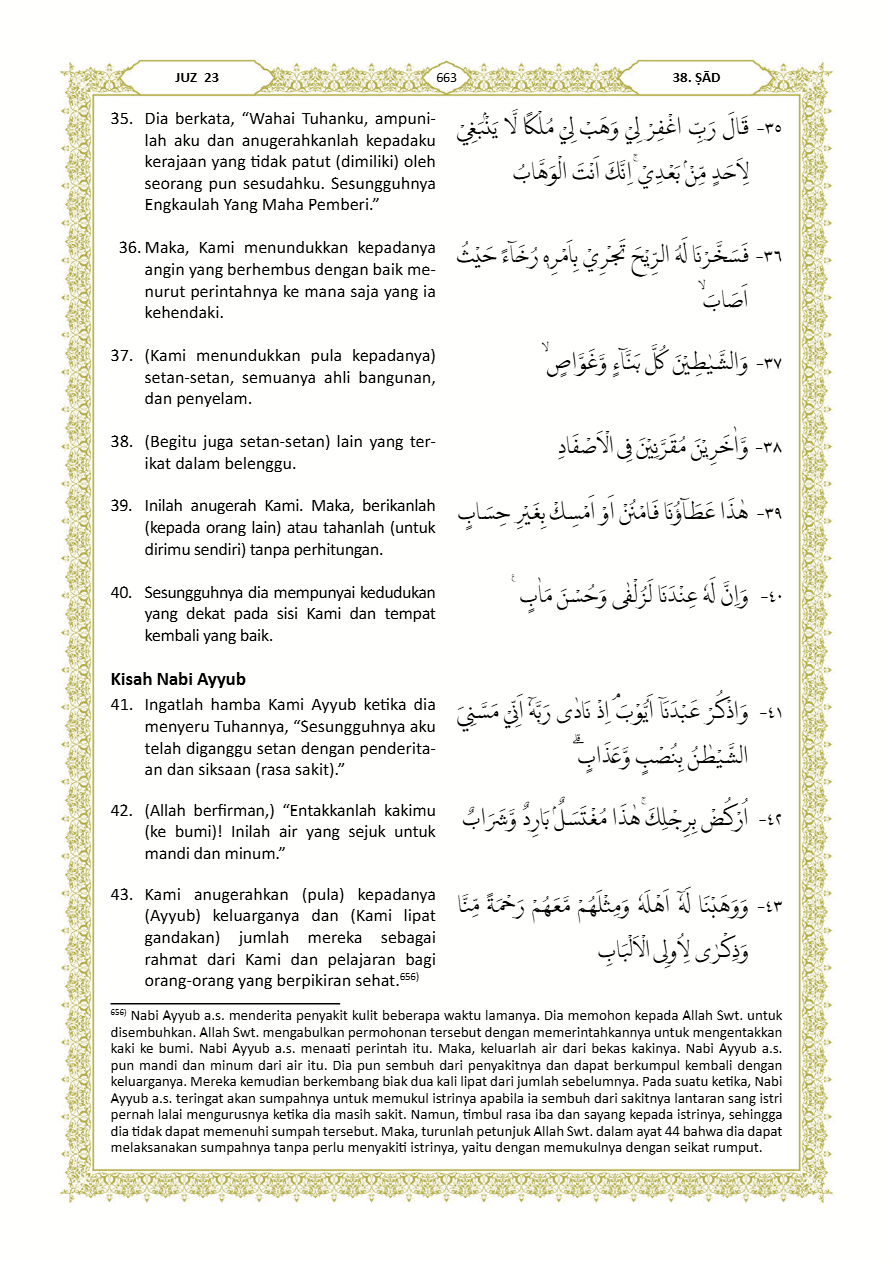 JUZ 23
663
38. ṢĀD
35. Dia berkata, “Wahai Tuhanku, ampuni-
lah aku dan anugerahkanlah kepadaku
kerajaan yang tidak patut (dimiliki) oleh
seorang pun sesudahku. Sesungguhnya
Engkaulah Yang Maha Pemberi.”
٣٥- قَالَ رَبِّ اغْفِرْ لِيْ وَهَبْ لِيْ مُلْكًا لَّا يَنْۢبَغِيْ
لِاَحَدٍ مِّنْۢ بَعْدِيْۚ اِنَّكَ اَنْتَ الْوَهَّابُ
36. Maka, Kami menundukkan kepadanya
angin yang berhembus dengan baik me-
nurut perintahnya ke mana saja yang ia
kehendaki.
٣٦- فَسَخَّرْنَا لَهُ الرِّيْحَ تَجْرِيْ بِاَمْرِهٖ رُخَاۤءً حَيْثُ
اَصَابَۙ
37. (Kami menundukkan pula kepadanya)
setan-setan, semuanya ahli bangunan,
dan penyelam.
٣٧- وَالشَّيٰطِيْنَ كُلَّ بَنَّاۤءٍ وَّغَوَّاصٍۙ
38. (Begitu juga setan-setan) lain yang ter-
ikat dalam belenggu.
٣٨- وَّاٰخَرِيْنَ مُقَرَّنِيْنَ فِى الْاَصْفَادِ
39. Inilah anugerah Kami. Maka, berikanlah
(kepada orang lain) atau tahanlah (untuk
dirimu sendiri) tanpa perhitungan.
٣٩- هٰذَا عَطَاۤؤُنَا فَامْنُنْ اَوْ اَمْسِكْ بِغَيْرِ حِسَابٍ
40. Sesungguhnya dia mempunyai kedudukan
yang dekat pada sisi Kami dan tempat
kembali yang baik.
٤٠- وَاِنَّ لَهٗ عِنْدَنَا لَزُلْفٰى وَحُسْنَ مَاٰبٍۚ
Kisah Nabi Ayyub
41. Ingatlah hamba Kami Ayyub ketika dia
menyeru Tuhannya, “Sesungguhnya aku
telah diganggu setan dengan penderita-
an dan siksaan (rasa sakit).”
٤١- وَاذْكُرْ عَبْدَنَآ اَيُّوْبَۘ اِذْ نَادٰى رَبَّهٗٓ اَنِّيْ مَسَّنِيَ
الشَّيْطٰنُ بِنُصْبٍ وَّعَذَابٍۗ
42. (Allah berfirman,) “Entakkanlah kakimu
(ke bumi)! Inilah air yang sejuk untuk
mandi dan minum.”
٤٢- اُرْكُضْ بِرِجْلِكَۚ هٰذَا مُغْتَسَلٌۢ بَارِدٌ وَّشَرَابٌ
43. Kami anugerahkan (pula) kepadanya
(Ayyub) keluarganya dan (Kami lipat
gandakan) jumlah mereka sebagai
rahmat dari Kami dan pelajaran bagi
orang-orang yang berpikiran sehat.⁶⁵⁶⁾
٤٣- وَوَهَبْنَا لَهٗٓ اَهْلَهٗ وَمِثْلَهُمْ مَّعَهُمْ رَحْمَةً مِّنَّا
وَذِكْرٰى لِاُولِى الْاَلْبَابِ
⁶⁵⁶⁾ Nabi Ayyub a.s. menderita penyakit kulit beberapa waktu lamanya. Dia memohon kepada Allah Swt. untuk
disembuhkan. Allah Swt. mengabulkan permohonan tersebut dengan memerintahkannya untuk mengentakkan
kaki ke bumi. Nabi Ayyub a.s. menaati perintah itu. Maka, keluarlah air dari bekas kakinya. Nabi Ayyub a.s.
pun mandi dan minum dari air itu. Dia pun sembuh dari penyakitnya dan dapat berkumpul kembali dengan
keluarganya. Mereka kemudian berkembang biak dua kali lipat dari jumlah sebelumnya. Pada suatu ketika, Nabi
Ayyub a.s. teringat akan sumpahnya untuk memukul istrinya apabila ia sembuh dari sakitnya lantaran sang istri
pernah lalai mengurusnya ketika dia masih sakit. Namun, timbul rasa iba dan sayang kepada istrinya, sehingga
dia tidak dapat memenuhi sumpah tersebut. Maka, turunlah petunjuk Allah Swt. dalam ayat 44 bahwa dia dapat
melaksanakan sumpahnya tanpa perlu menyakiti istrinya, yaitu dengan memukulnya dengan seikat rumput.